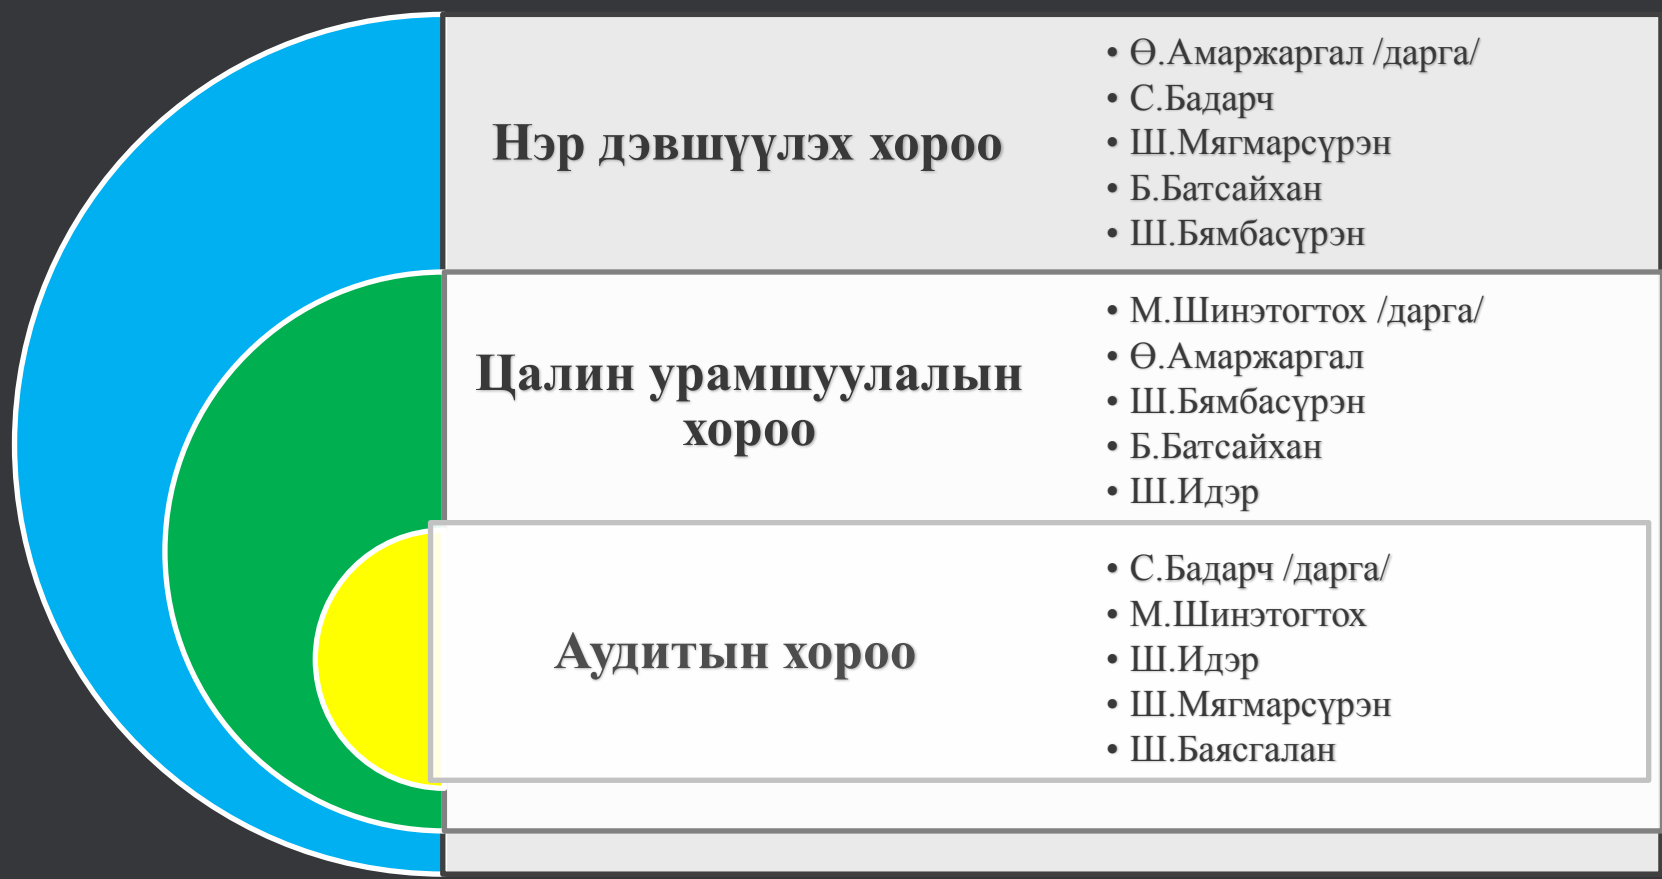 Нэр дэвшүүлэх хороо
• Ө.Амаржаргал /дарга/
• С.Бадарч
• Ш.Мягмарсүрэн
• Б.Батсайхан
• Ш.Бямбасүрэн
Цалин урамшуулалын
хороо
• М.Шинэтогтох /дарга/
• Ө.Амаржаргал
• Ш.Бямбасүрэн
• Б.Батсайхан
• Ш.Идэр
Аудитын хороо
• С.Бадарч /дарга/
• М.Шинэтогтох
• Ш.Идэр
• Ш.Мягмарсүрэн
• Ш.Баясгалан